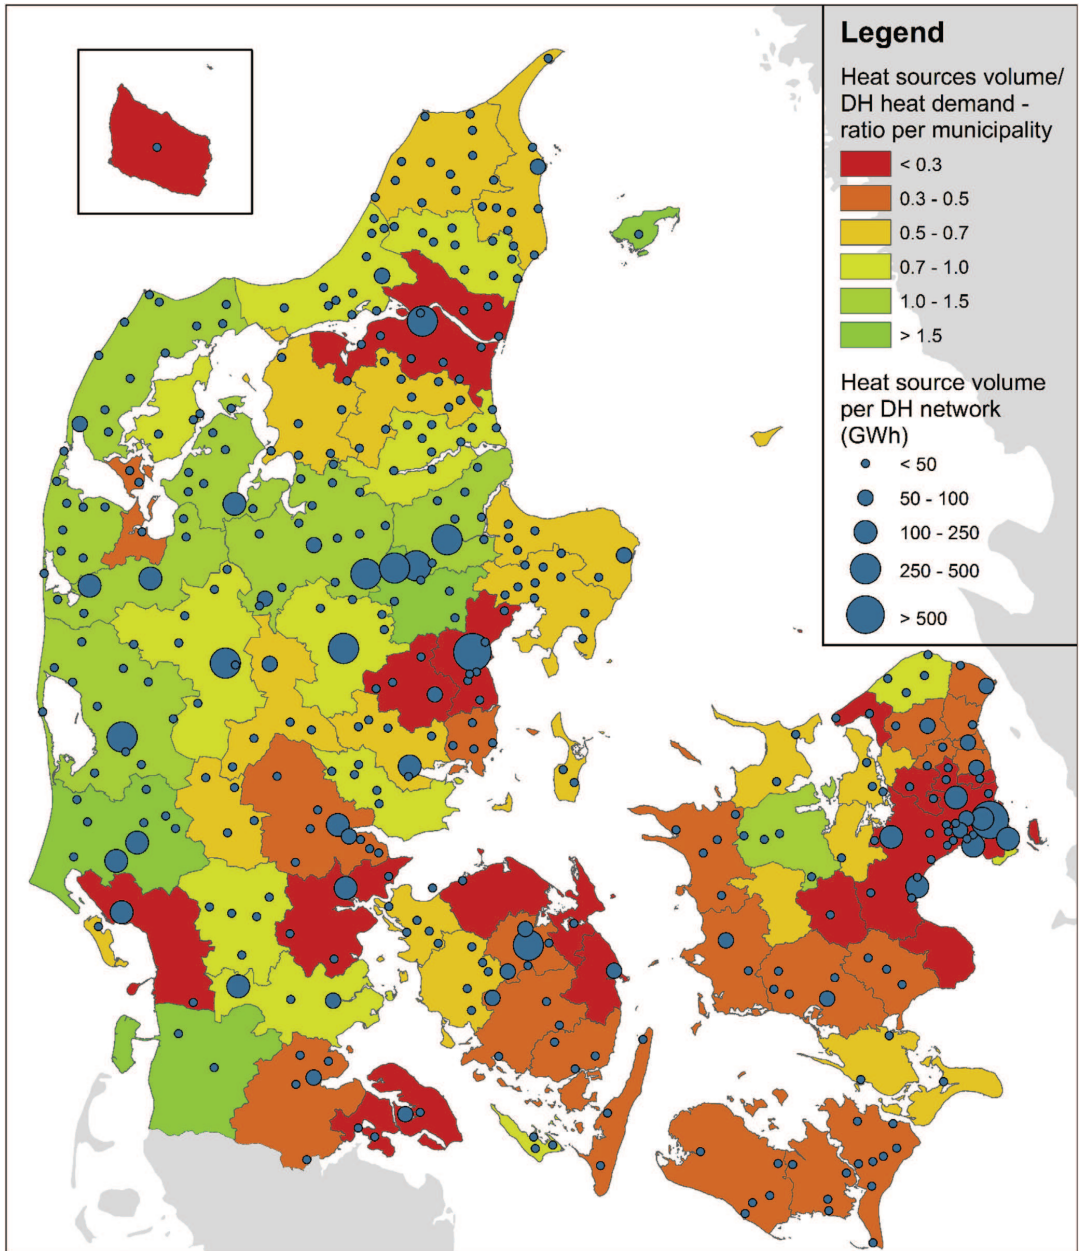 Legend
Heat sources volume/
DH heat demand -
ratio per municipality
< 0.3
0.3 - 0.5
0.5 - 0.7
0.7 - 1.0
1.0 - 1.5
> 1.5
Heat source volume
per DH network
(GWh)
< 50
50 - 100
100 - 250
250 - 500
> 500